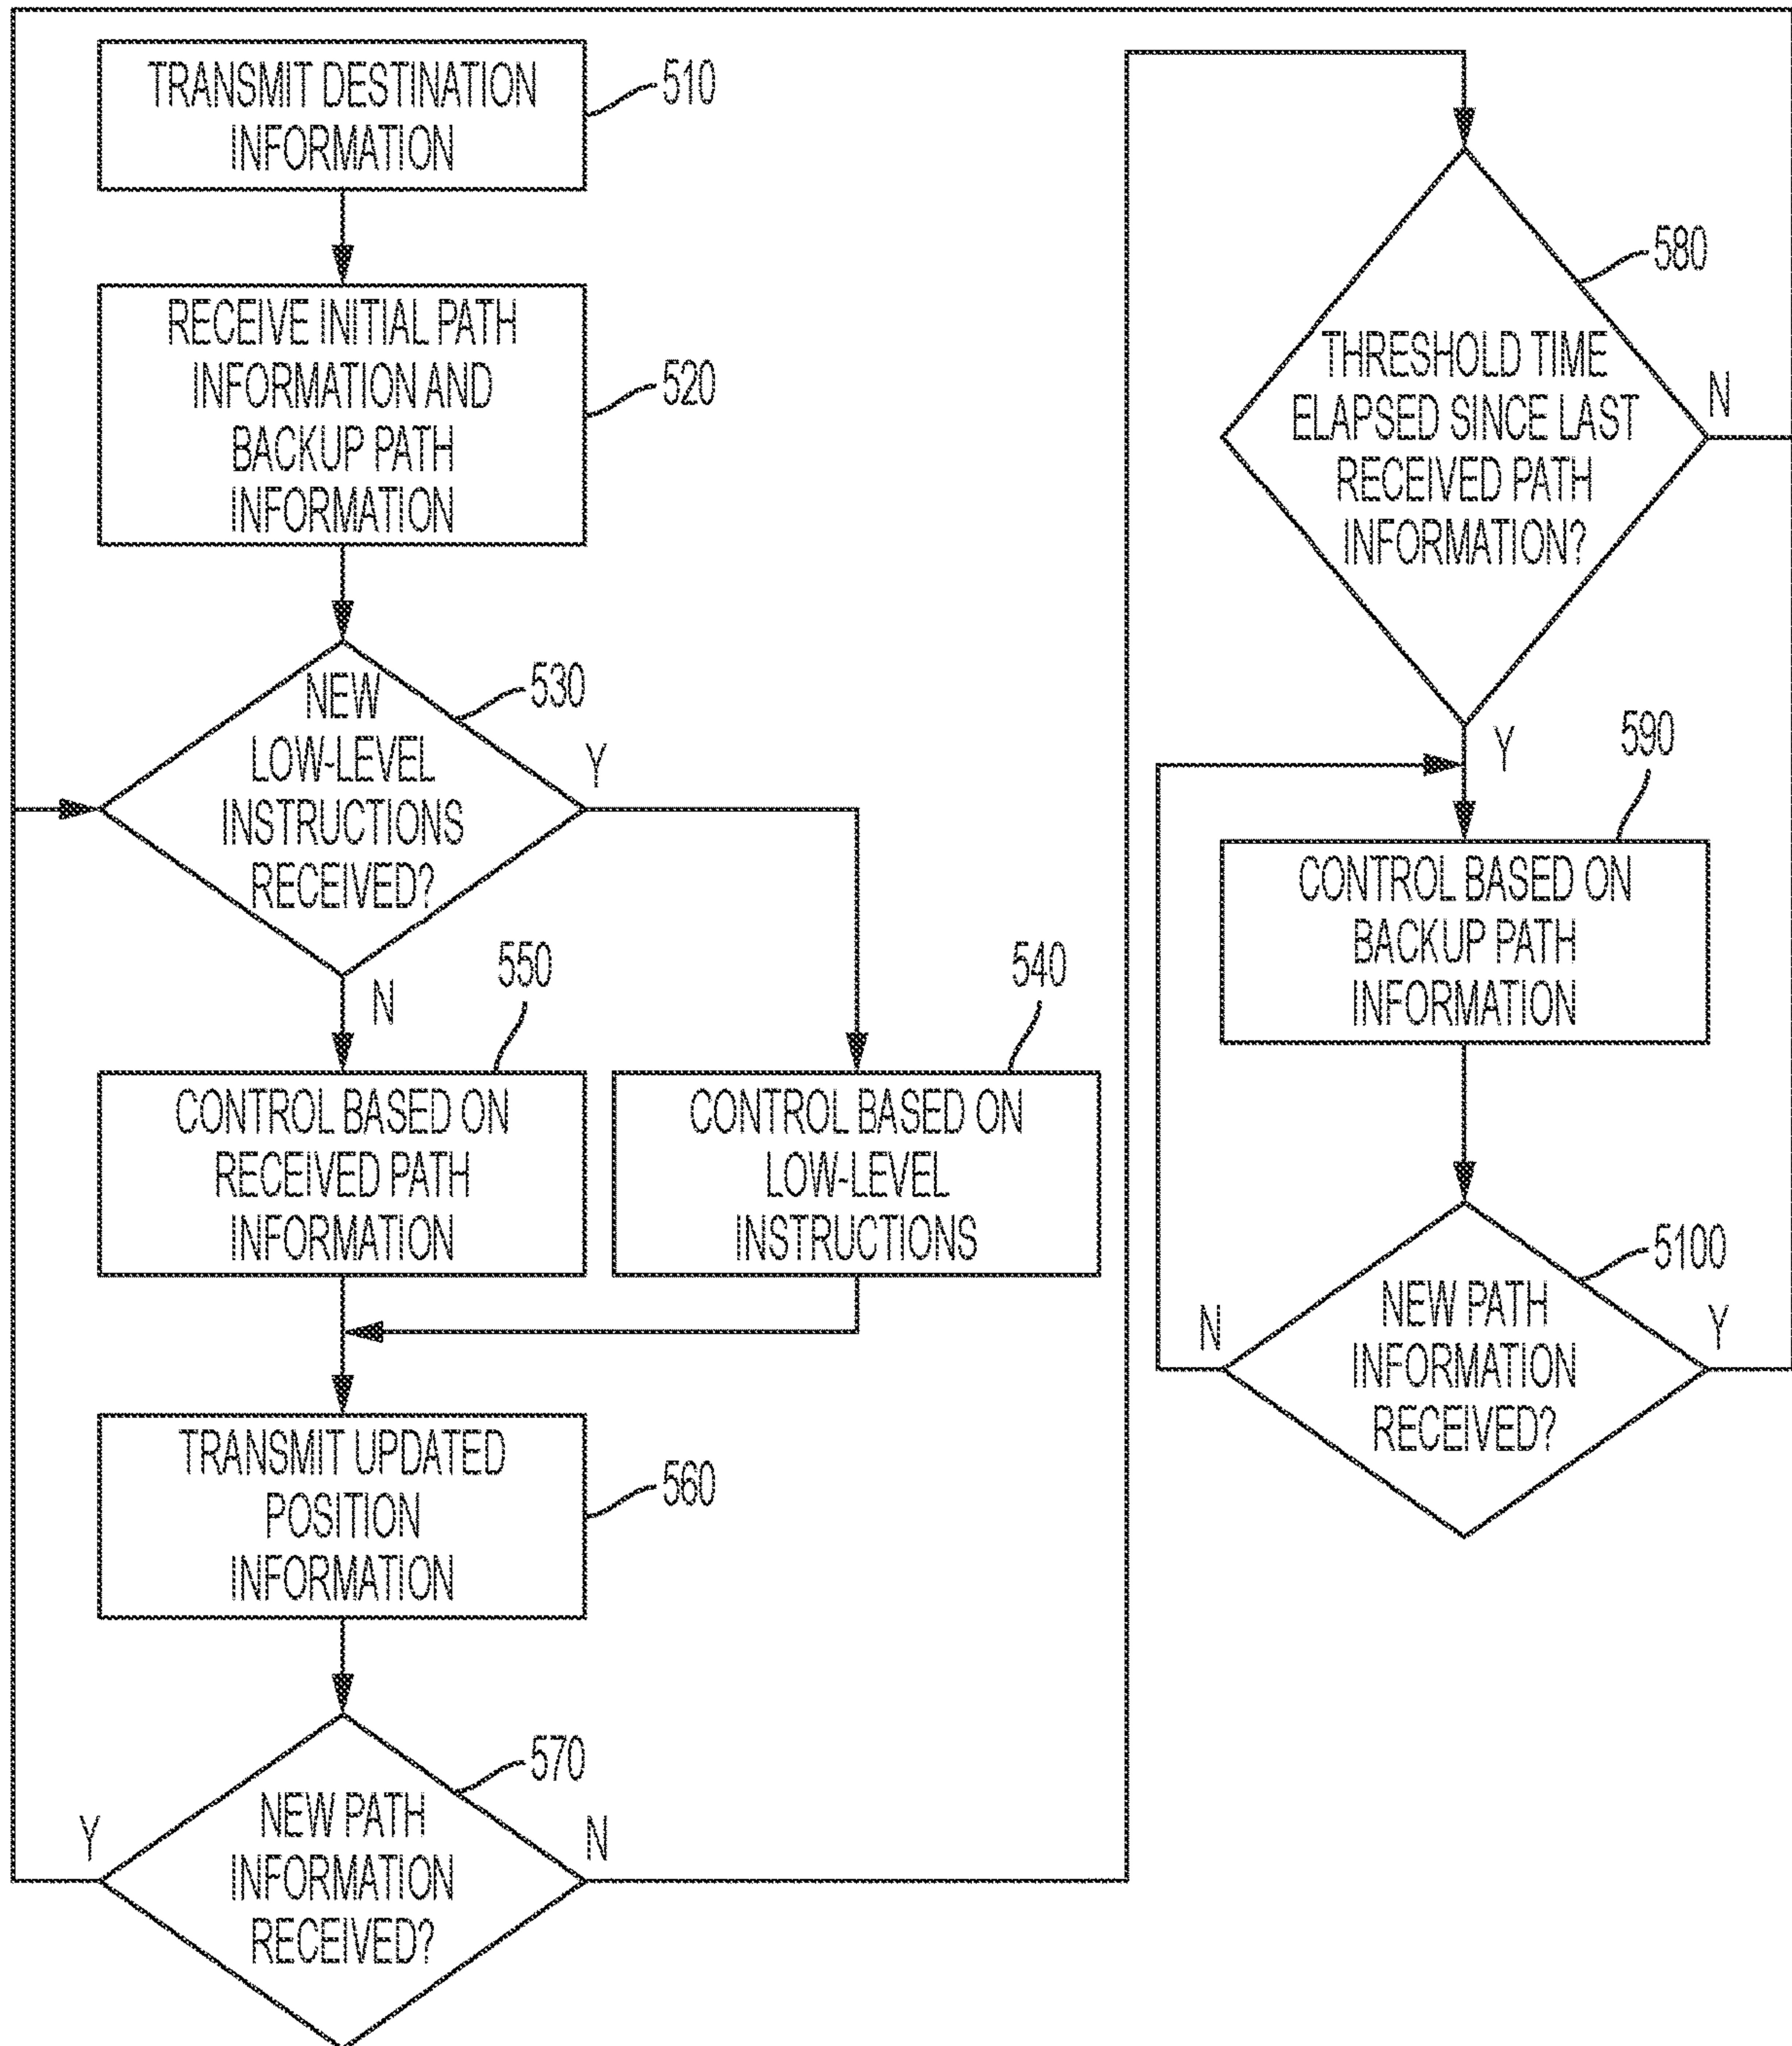 TRANSMIT DESTINATION
INFORMATION
510
RECEIVE INITIAL PATH
INFORMATION AND
BACKUP PATH
INFORMATION
520
NEW
LOW-LEVEL
INSTRUCTIONS
RECEIVED?
530
Y
N
550
CONTROL BASED ON
RECEIVED PATH
INFORMATION
540
CONTROL BASED ON
LOW-LEVEL
INSTRUCTIONS
TRANSMIT UPDATED
POSITION
INFORMATION
560
NEW PATH
INFORMATION
RECEIVED?
570
Y
N
THRESHOLD TIME
ELAPSED SINCE LAST
RECEIVED PATH
INFORMATION?
580
N
Y
590
CONTROL BASED ON
BACKUP PATH
INFORMATION
5100
NEW PATH
INFORMATION
RECEIVED?
N
Y